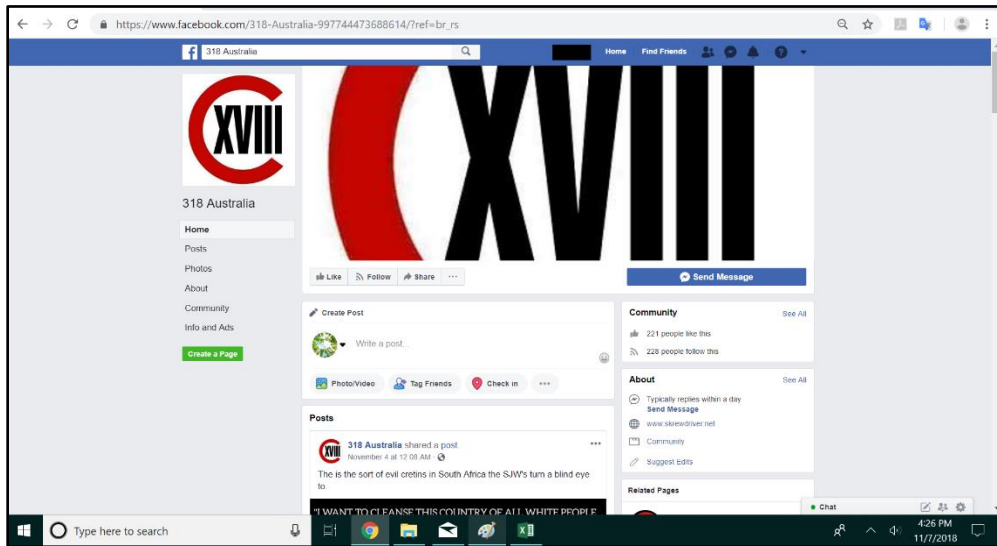 https://www.facebook.com/318-Australia-997744473688614/?ref=br_rs
318 Australia
Home Find Friends
XVIII
XVIII
318 Australia
Home
Posts
Photos
About
Community
Info and Ads
Create a Page
Like Follow Share ...
Send Message
Create Post
Write a post...
Photo/Video Tag Friends Check in ...
Posts
XVIII
318 Australia shared a post.
November 4 at 12:08 AM ·
The is the sort of evil cretins in South Africa the SJW's turn a blind eye
to.
"I WANT TO CLEANSE THIS COUNTRY OF ALL WHITE PEOPLE
Community See All
221 people like this
228 people follow this
About See All
Typically replies within a day
Send Message
www.skrewdriver.net
Community
Suggest Edits
Related Pages
Chat
Type here to search
4:26 PM
11/7/2018